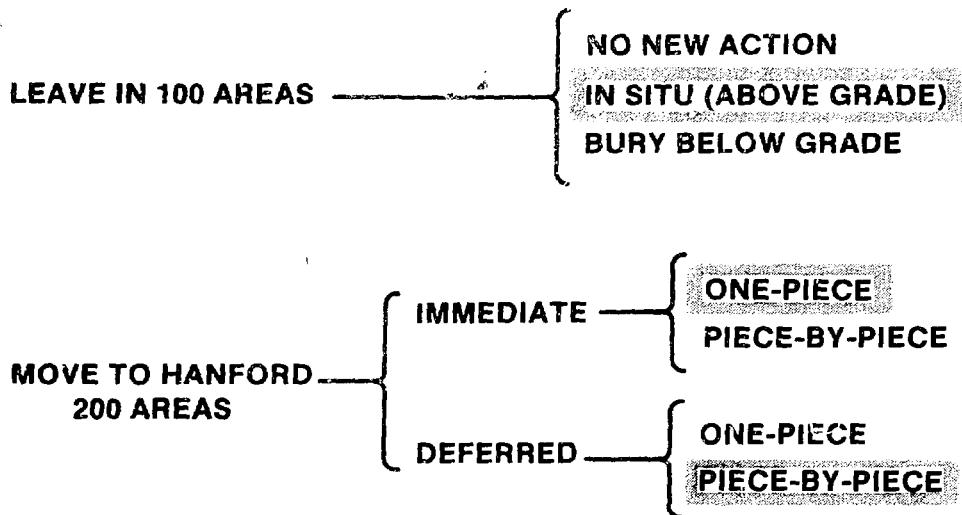 NO NEW ACTION
LEAVE IN 100 AREAS
IN SITU (ABOVE GRADE)
BURY BELOW GRADE
ONE-PIECE
IMMEDIATE
PIECE-BY-PIECE
MOVE TO HANFORD
200 AREAS
ONE-PIECE
DEFERRED
PIECE-BY-PIECE